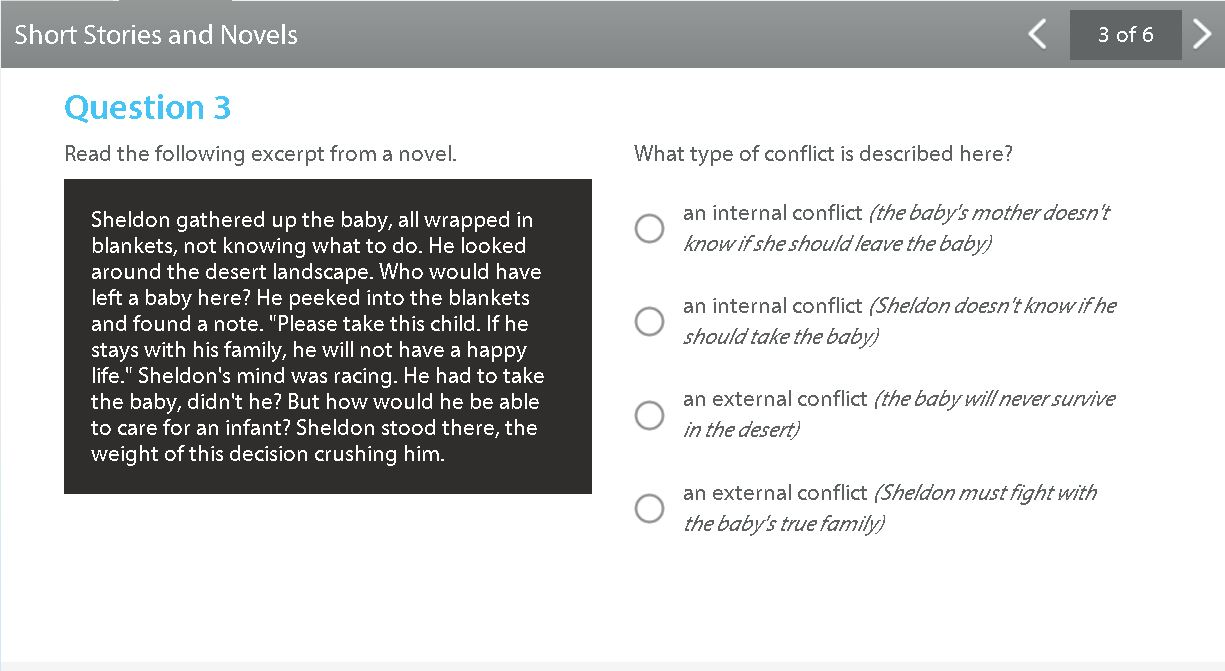 Short Stories and Novels
3 of 6
Question 3
Read the following excerpt from a novel.
Sheldon gathered up the baby, all wrapped in
blankets, not knowing what to do. He looked
around the desert landscape. Who would have
left a baby here? He peeked into the blankets
and found a note. "Please take this child. If he
stays with his family, he will not have a happy
life." Sheldon's mind was racing. He had to take
the baby, didn't he? But how would he be able
to care for an infant? Sheldon stood there, the
weight of this decision crushing him.
What type of conflict is described here?
an internal conflict (the baby's mother doesn't
know if she should leave the baby)
an internal conflict (Sheldon doesn't know if he
should take the baby)
an external conflict (the baby will never survive
in the desert)
an external conflict (Sheldon must fight with
the baby's true family)